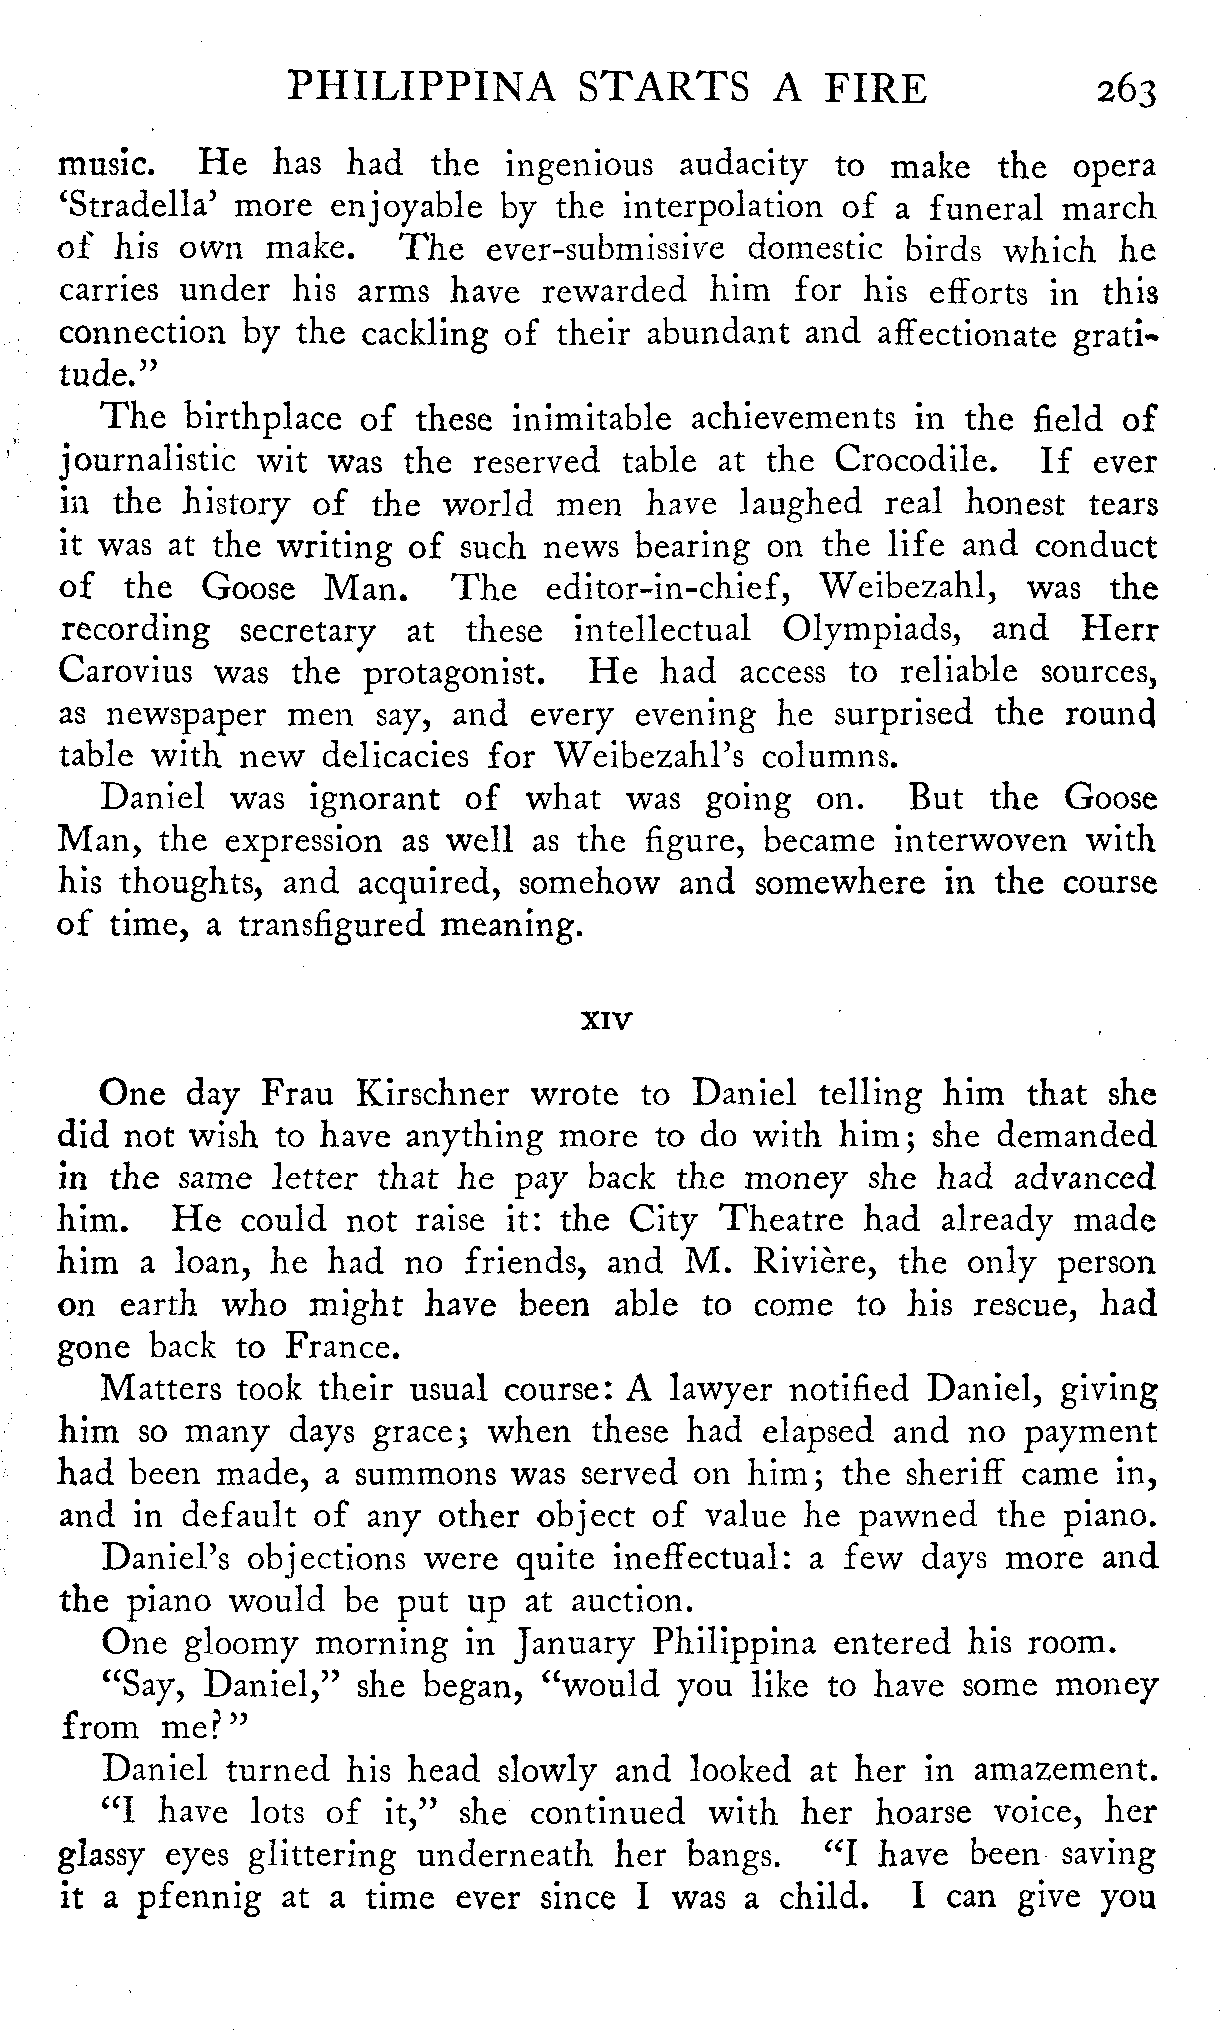 PHILIPPINA STARTS A FIRE 263
music. He has had the ingenious audacity to make the opera
‘Stradella’ more enjoyable by the interpolation of a funeral march
of his own make. The ever-submissive domestic birds which he
carries under his arms have rewarded him for his efforts in this
connection by the cackling of their abundant and affectionate grati-
tude.”
The birthplace of these inimitable achievements in the field of
journalistic wit was the reserved table at the Crocodile. If ever
in the history of the world men have laughed real honest tears
it was at the writing of such news bearing on the life and conduct
of the Goose Man. The editor-in-chief, Weibezahl, was the
recording secretary at these intellectual Olympiads, and Herr
Carovius was the protagonist. He had access to reliable sources,
as newspaper men say, and every evening he surprised the round
table with new delicacies for Weibezahl’s columns.
Daniel was ignorant of what was going on. But the Goose
Man, the expression as well as the figure, became interwoven with
his thoughts, and acquired, somehow and somewhere in the course
of time, a transfigured meaning.
XIV
One day Frau Kirschner wrote to Daniel telling him that she
did not wish to have anything more to do with him; she demanded
in the same letter that he pay back the money she had advanced
him. He could not raise it: the City Theatre had already made
him a loan, he had no friends, and M. Rivière, the only person
on earth who might have been able to come to his rescue, had
gone back to France.
Matters took their usual course: A lawyer notified Daniel, giving
him so many days grace; when these had elapsed and no payment
had been made, a summons was served on him; the sheriff came in,
and in default of any other object of value he pawned the piano.
Daniel’s objections were quite ineffectual: a few days more and
the piano would be put up at auction.
One gloomy morning in January Philippina entered his room.
“Say, Daniel,” she began, “would you like to have some money
from me?”
Daniel turned his head slowly and looked at her in amazement.
“I have lots of it,” she continued with her hoarse voice, her
glassy eyes glittering underneath her bangs. “I have been saving
it a pfennig at a time ever since I was a child. I can give you